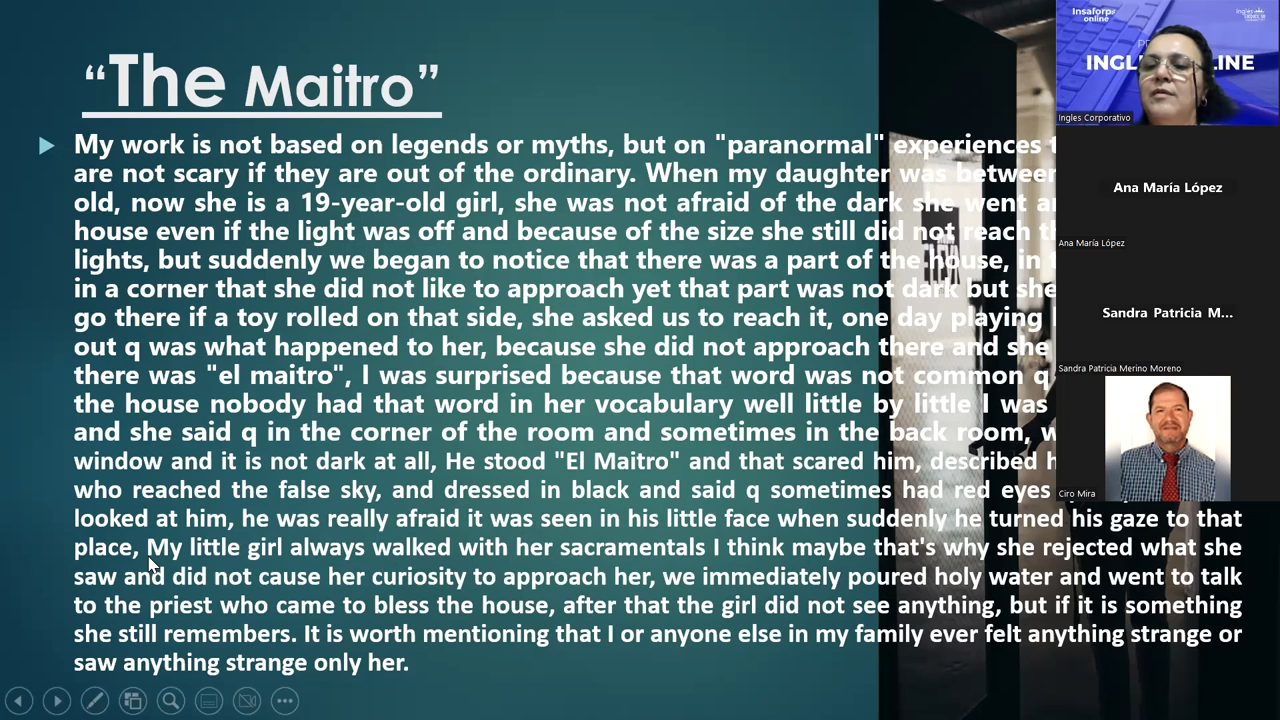 “The Maitro”
My work is not based on legends or myths, but on "paranormal" experiences
are not scary if they are out of the ordinary. When my daughter was between
old, now she is a 19-year-old girl, she was not afraid of the dark she went
house even if the light was off and because of the size she still did not reach
lights, but suddenly we began to notice that there was a part of the house, in
in a corner that she did not like to approach yet that part was not dark but she
go there if a toy rolled on that side, she asked us to reach it, one day playing
out q was what happened to her, because she did not approach there and she
there was "el maitro", I was surprised because that word was not common q
the house nobody had that word in her vocabulary well little by little I was
and she said q in the corner of the room and sometimes in the back room,
window and it is not dark at all, He stood "El Maitro" and that scared him, described
who reached the false sky, and dressed in black and said q sometimes had red eyes
looked at him, he was really afraid it was seen in his little face when suddenly he turned his gaze to that
place, My little girl always walked with her sacramentals I think maybe that's why she rejected what she
saw and did not cause her curiosity to approach her, we immediately poured holy water and went to talk
to the priest who came to bless the house, after that the girl did not see anything, but if it is something
she still remembers. It is worth mentioning that I or anyone else in my family ever felt anything strange or
saw anything strange only her.
Insaforp
online
INGL LINE
Ingles Corporativo
Ana María López
Ana María López
Sandra Patricia M...
Sandra Patricia Merino Moreno
Ciro Mira